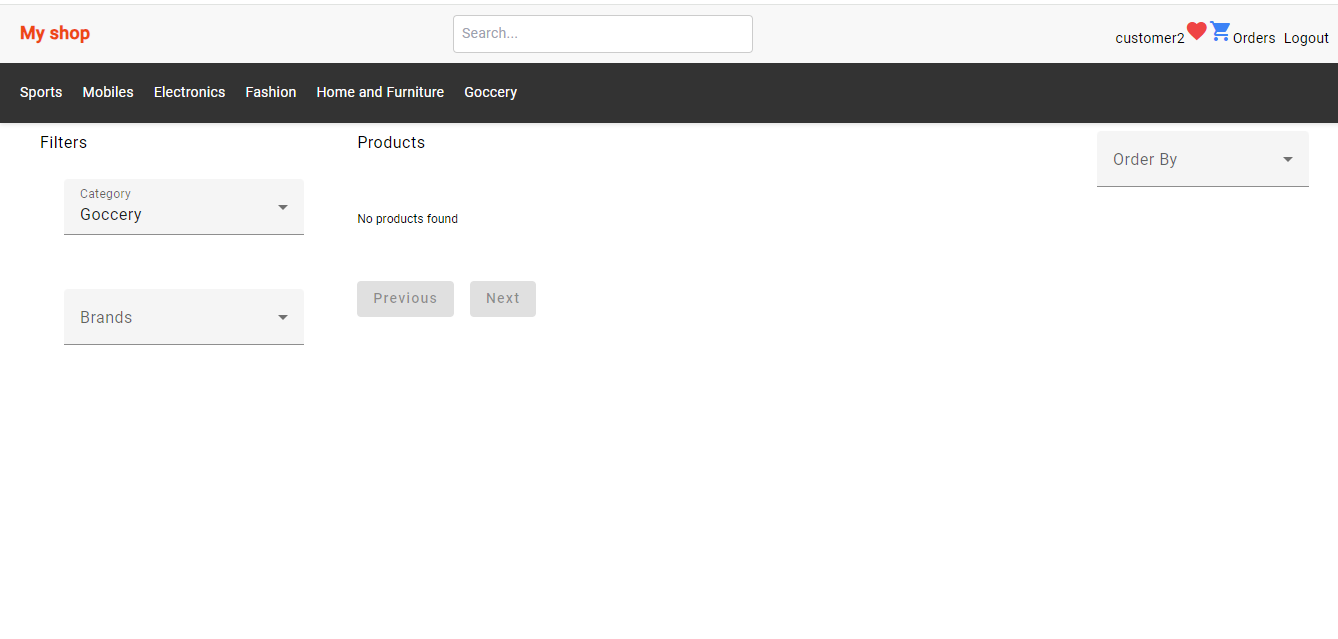 My shop
Search...
customer2 Orders Logout
Sports Mobiles Electronics Fashion Home and Furniture Goccery
Filters
Category
Goccery
Brands
Products
No products found
Previous Next
Order By